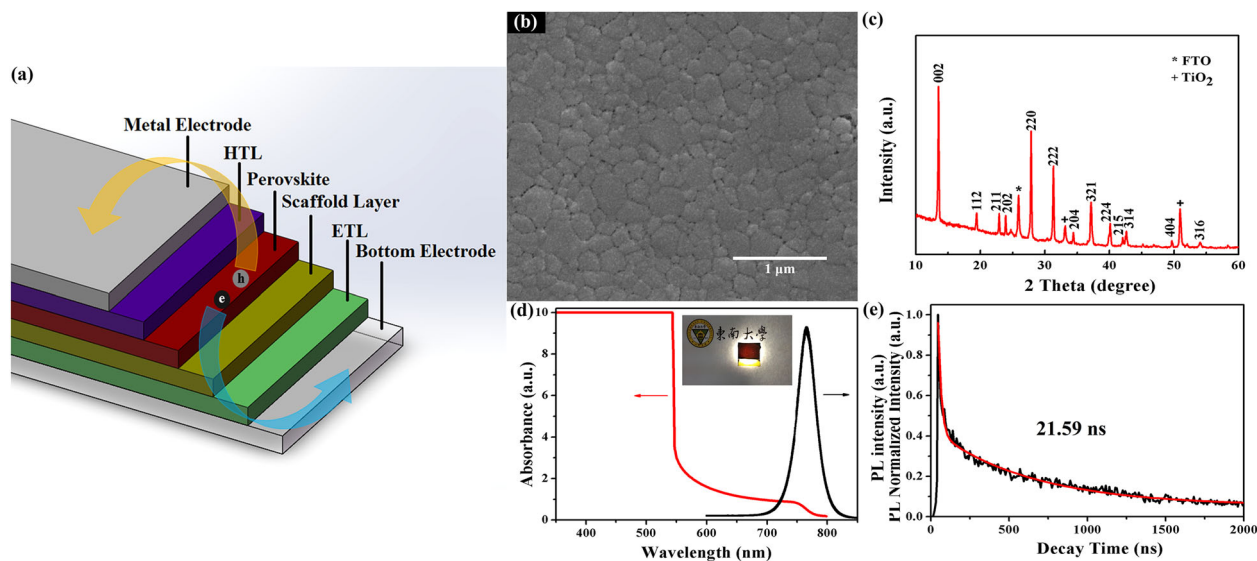 (a)
Metal Electrode
HTL
Perovskite
Scaffold Layer
ETL
Bottom Electrode
h
e
(b)
1 μm
(c)
Intensity (a.u.)
* FTO
+ TiO₂
002
112
211
202
*
220
222
+
204
321
224
215
314
404
+
316
10 20 30 40 50 60
2 Theta (degree)
(d)
Absorbance (a.u.)
10
8
6
4
2
0
東南大學
400 500 600 700 800
Wavelength (nm)
PL intensity (a.u.)
(e)
PL Normalized Intensity (a.u.)
1.0
0.8
0.6
0.4
0.2
0.0
21.59 ns
0 500 1000 1500 2000
Decay Time (ns)